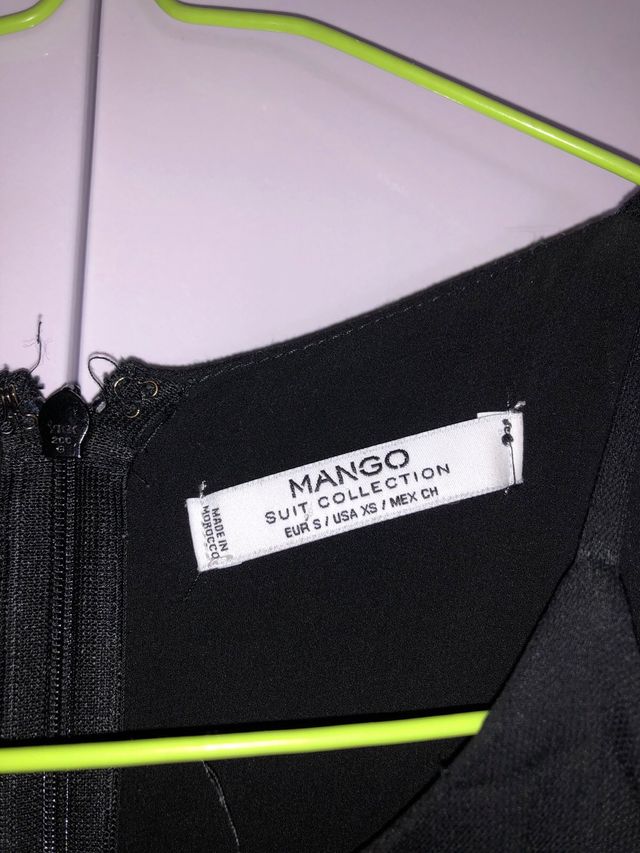 MANGO
SUIT COLLECTION
EUR S / USA XS / MEX CH
MADE IN
MOROCCO